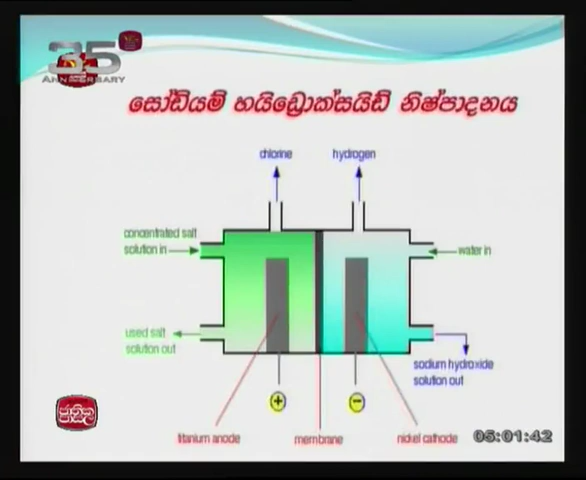 35
ANNIVERSARY
සෝඩියම් හයිඩ්‍රොක්සයිඩ් නිෂ්පාදනය
chlorine
hydrogen
concentrated salt
solution in
water in
used salt
solution out
sodium hydroxide
solution out
+
−
titanium anode
membrane
nickel cathode
ජාතික
05:01:42